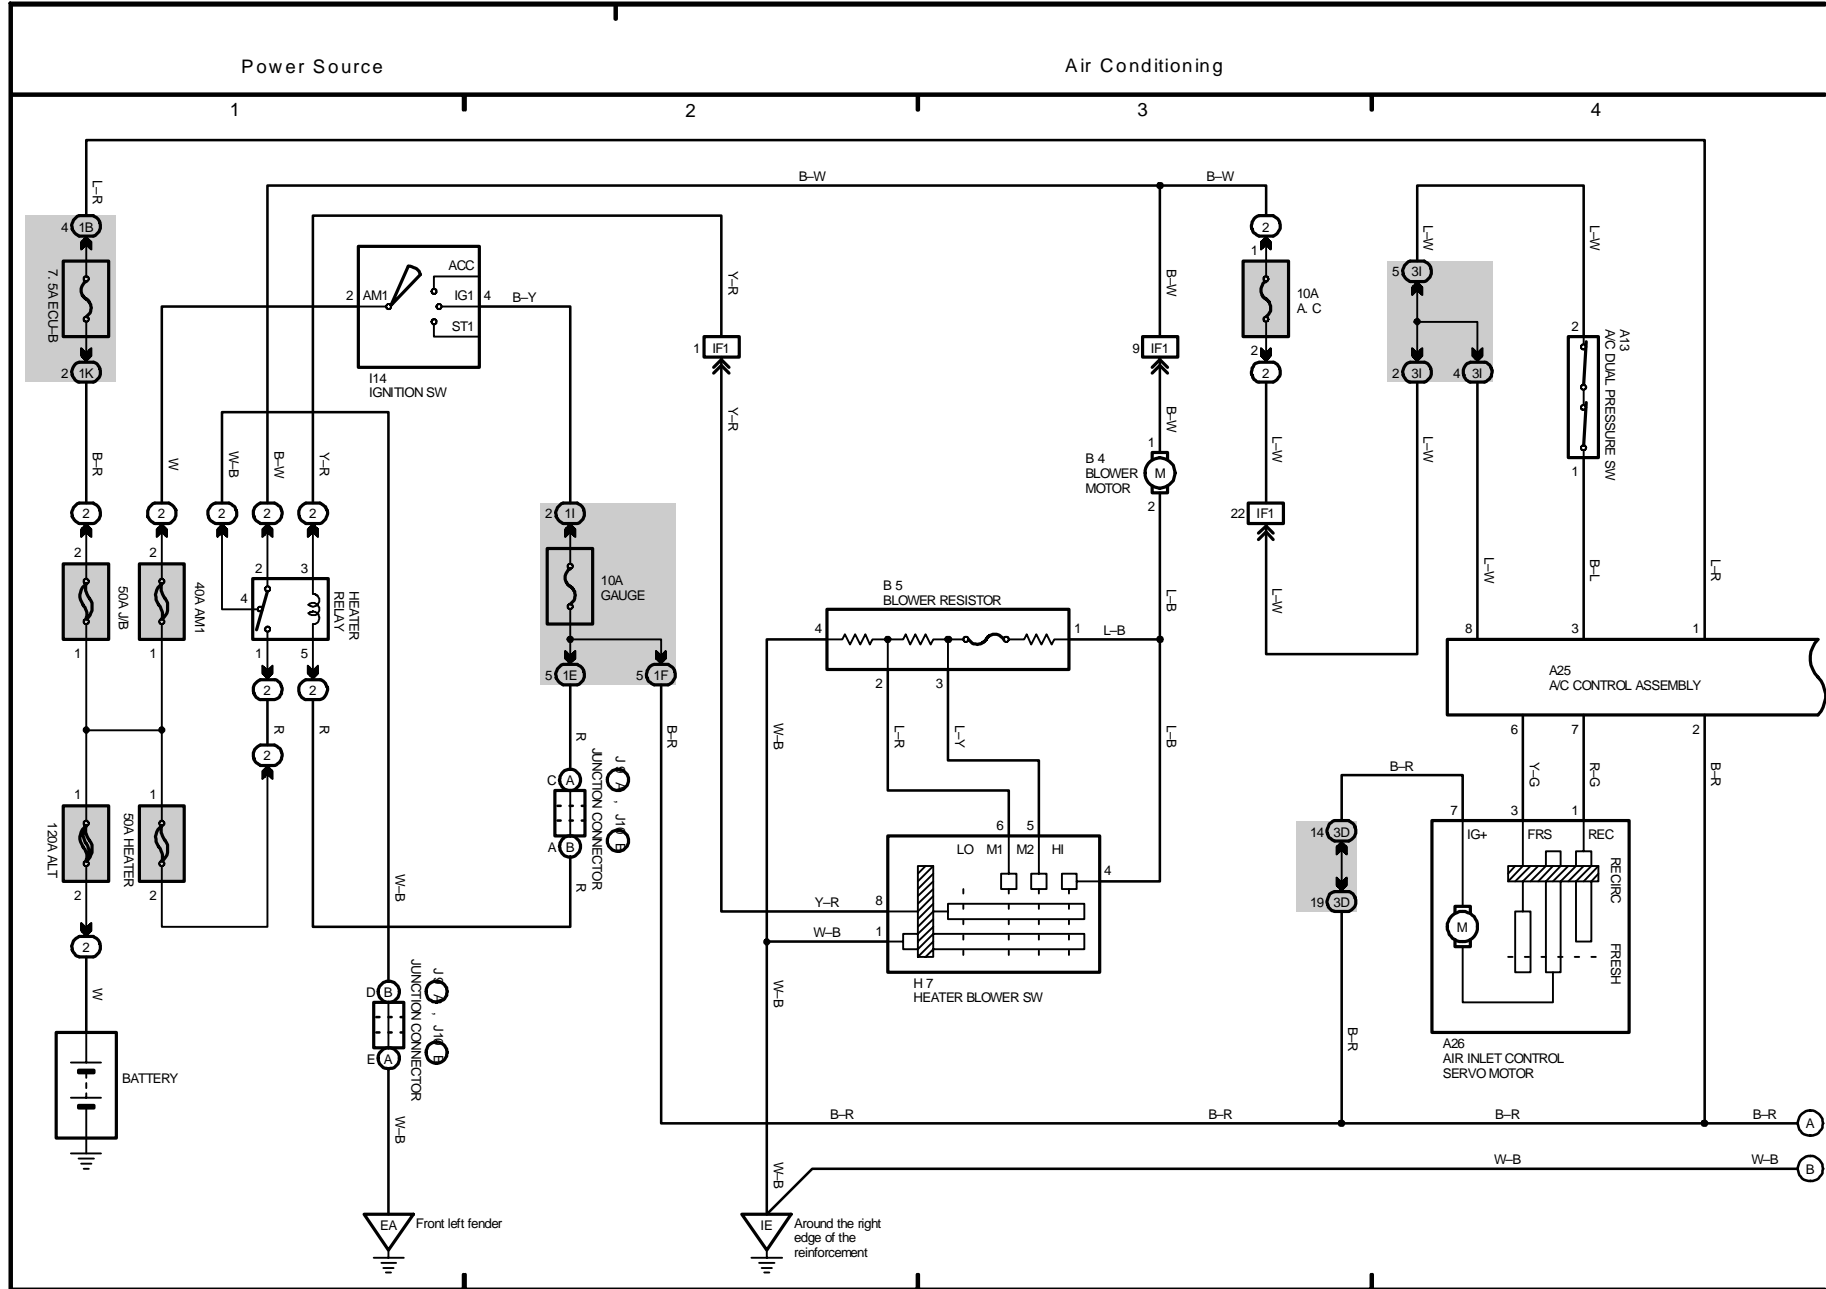 Power Source
Air Conditioning
1
2
3
4
L–R
4 1B
7. 5A ECU–B
2 1K
B–R
2
2
50A J/B
1
1
120A ALT
2
2
W
BATTERY
W
2
2
40A AM1
1
1
50A HEATER
2
2 AM1
ACC
IG1 4
ST1
I14
IGNITION SW
B–Y
W–B
B–W
Y–R
2
2
2
2
3
4
HEATER
RELAY
1
5
2
2
R
R
2
W–B
D B
E A
J 9 A , J10 B
JUNCTION CONNECTOR
W–B
EA
Front left fender
2 1I
10A
GAUGE
5 1E
5 1F
R
C A
A B
J 9 A , J10 B
JUNCTION CONNECTOR
R
B–R
B–W
B–W
Y–R
1 IF1
Y–R
B–W
9 IF1
B–W
1
B 4
BLOWER
MOTOR
M
2
L–B
B 5
BLOWER RESISTOR
4
1
L–B
2
3
W–B
L–R
L–Y
L–B
6
5
LO
M1
M2
HI
4
Y–R
8
W–B
1
H 7
HEATER BLOWER SW
W–B
W–B
IE
Around the right
edge of the
reinforcement
2
1
10A
A. C
2
2
L–W
22 IF1
L–W
L–W
5 3I
2 3I
4 3I
L–W
L–W
L–W
2
A13
A/C DUAL PRESSURE SW
1
B–L
L–R
8
3
1
A25
A/C CONTROL ASSEMBLY
6
7
2
Y–G
R–G
B–R
B–R
14 3D
19 3D
B–R
7
3
1
IG+
FRS
REC
RECIRC
FRESH
M
A26
AIR INLET CONTROL
SERVO MOTOR
B–R
B–R
B–R
B–R
A
W–B
W–B
B